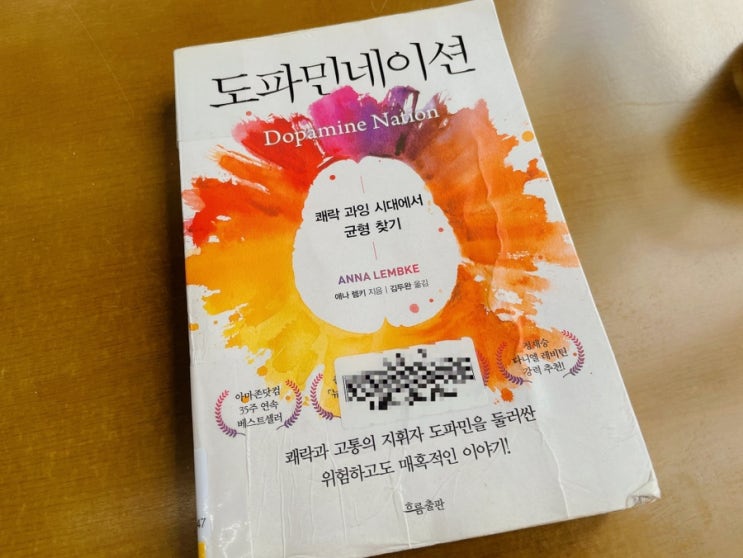 도파민네이션
Dopamine Nation
쾌락 과잉 시대에서
균형 찾기
ANNA LEMBKE
애나 렘키 지음 | 김두완 옮김
아마존닷컴
35주 연속
베스트셀러
정재승
다니엘 레비틴
강력 추천!
쾌락과 고통의 지휘자 도파민을 둘러싼
위험하고도 매혹적인 이야기!
흐름출판
47